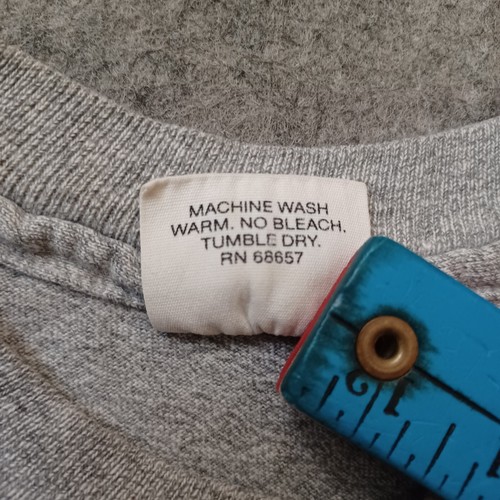 MACHINE WASH
WARM. NO BLEACH.
TUMBLE DRY.
RN 68657